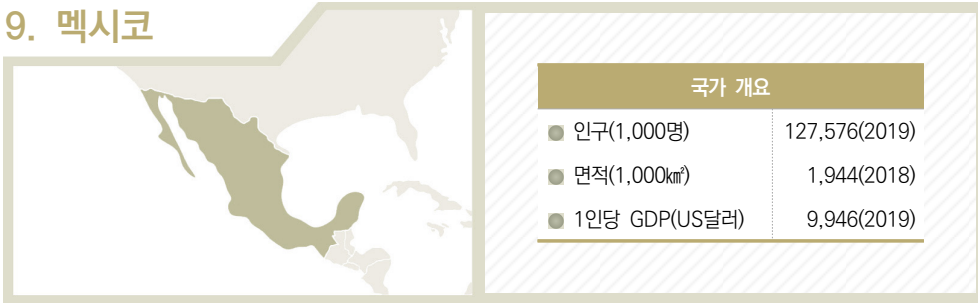 9. 멕시코
국가 개요
인구(1,000명) 127,576(2019)
면적(1,000㎢) 1,944(2018)
1인당 GDP(US달러) 9,946(2019)